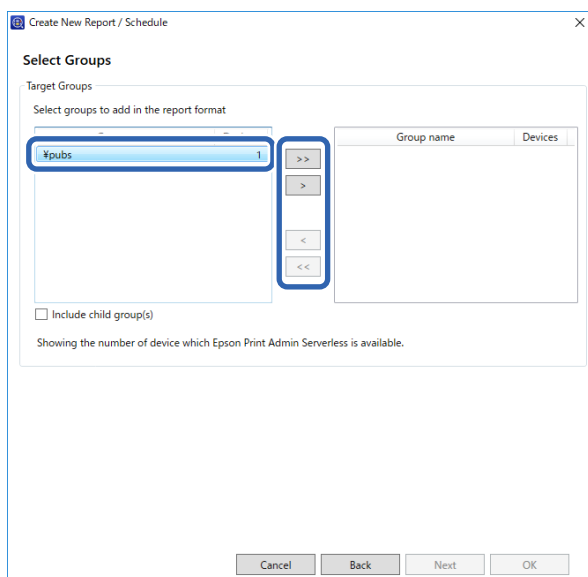 Create New Report / Schedule
Select Groups
Target Groups
Select groups to add in the report format
Group name Devices
¥pubs 1
>>
>
<
<<
Include child group(s)
Showing the number of device which Epson Print Admin Serverless is available.
Cancel Back Next OK